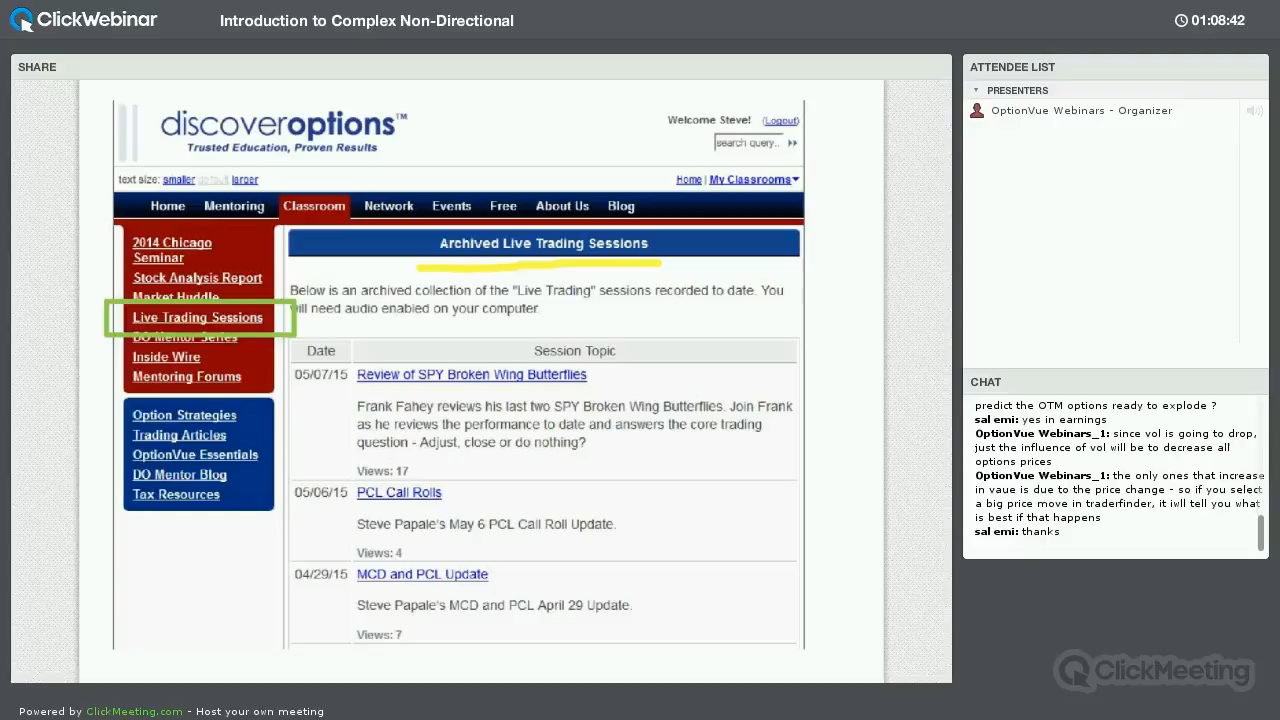 ClickWebinar
Introduction to Complex Non-Directional
01:08:42
SHARE
discoveroptions™
Trusted Education, Proven Results
Welcome Steve! (Logout)
search query..
text size: smaller default larger
Home | My Classrooms
Home Mentoring Classroom Network Events Free About Us Blog
2014 Chicago
Seminar
Stock Analysis Report
Market Huddle
Live Trading Sessions
DO Mentor Series
Inside Wire
Mentoring Forums
Option Strategies
Trading Articles
OptionVue Essentials
DO Mentor Blog
Tax Resources
Archived Live Trading Sessions
Below is an archived collection of the "Live Trading" sessions recorded to date. You
will need audio enabled on your computer.
Date Session Topic
05/07/15 Review of SPY Broken Wing Butterflies
Frank Fahey reviews his last two SPY Broken Wing Butterflies. Join Frank
as he reviews the performance to date and answers the core trading
question - Adjust, close or do nothing?
Views: 17
05/06/15 PCL Call Rolls
Steve Papale's May 6 PCL Call Roll Update.
Views: 4
04/29/15 MCD and PCL Update
Steve Papale's MCD and PCL April 29 Update.
Views: 7
ATTENDEE LIST
PRESENTERS
OptionVue Webinars - Organizer
CHAT
predict the OTM options ready to explode ?
sal emi: yes in earnings
OptionVue Webinars_1: since vol is going to drop,
just the influence of vol will be to decrease all
options prices
OptionVue Webinars_1: the only ones that increase
in vaue is due to the price change - so if you select
a big price move in traderfinder, it iwll tell you what
is best if that happens
sal emi: thanks
ClickMeeting
Powered by ClickMeeting.com - Host your own meeting